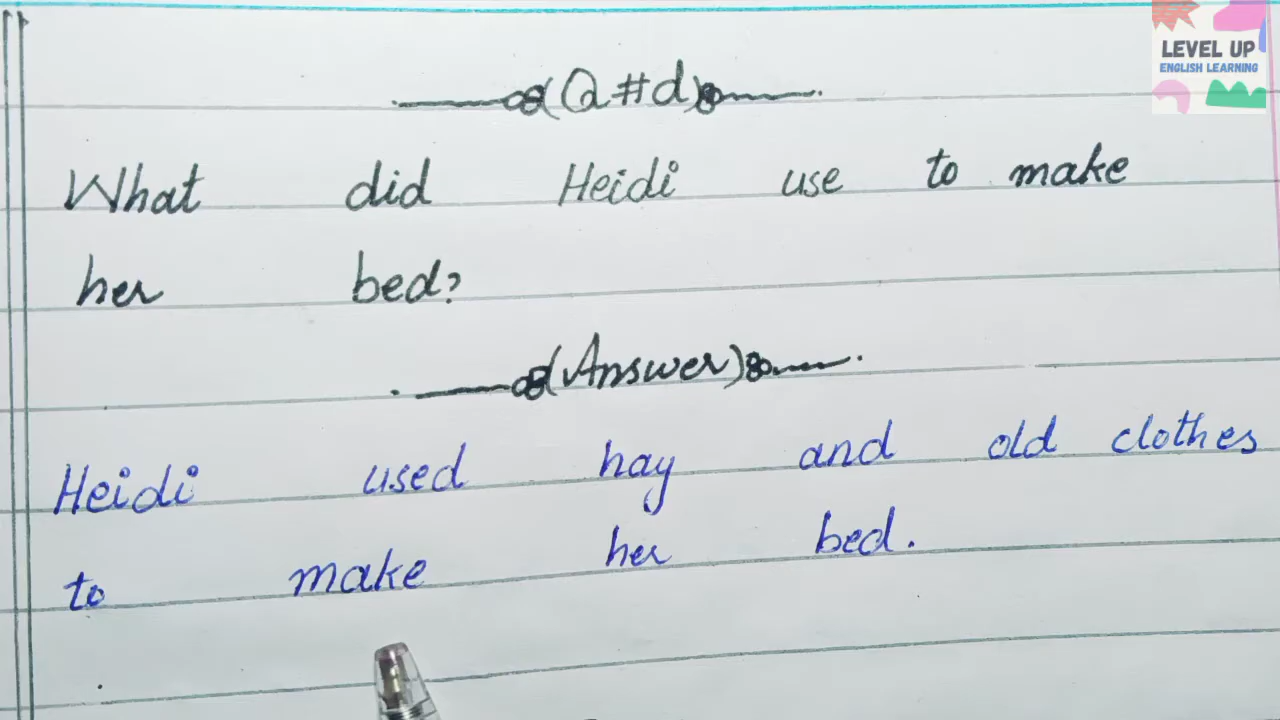 LEVEL UP
ENGLISH LEARNING
(Q#d)
What did Heidi use to make
her bed?
(Answer)
Heidi used hay and old clothes
to make her bed.